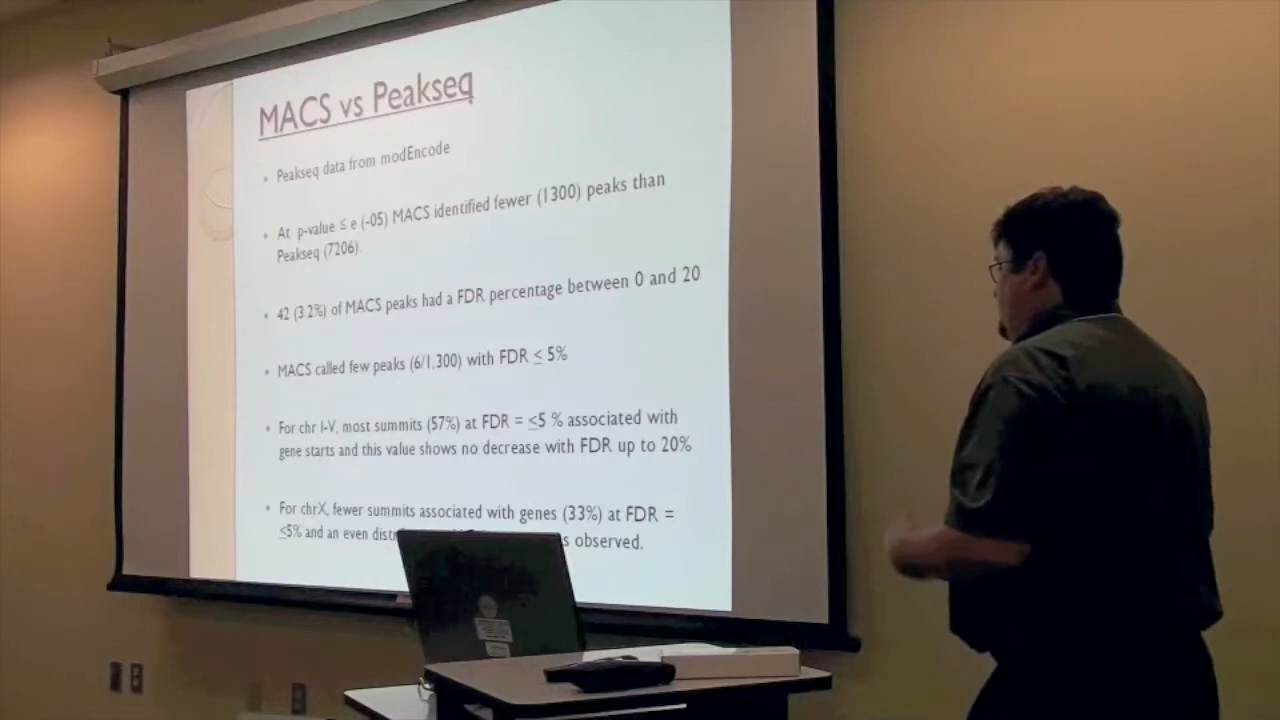 MACS vs Peakseq
• Peakseq data from modEncode
• At p-value ≤ e (-05) MACS identified fewer (1300) peaks than
Peakseq (7206).
• 42 (3.2%) of MACS peaks had a FDR percentage between 0 and 20
• MACS called few peaks (6/1,300) with FDR ≤ 5%
• For chr I-V, most summits (57%) at FDR = ≤5 % associated with
gene starts and this value shows no decrease with FDR up to 20%
• For chrX, fewer summits associated with genes (33%) at FDR =
≤5% and an even observed.